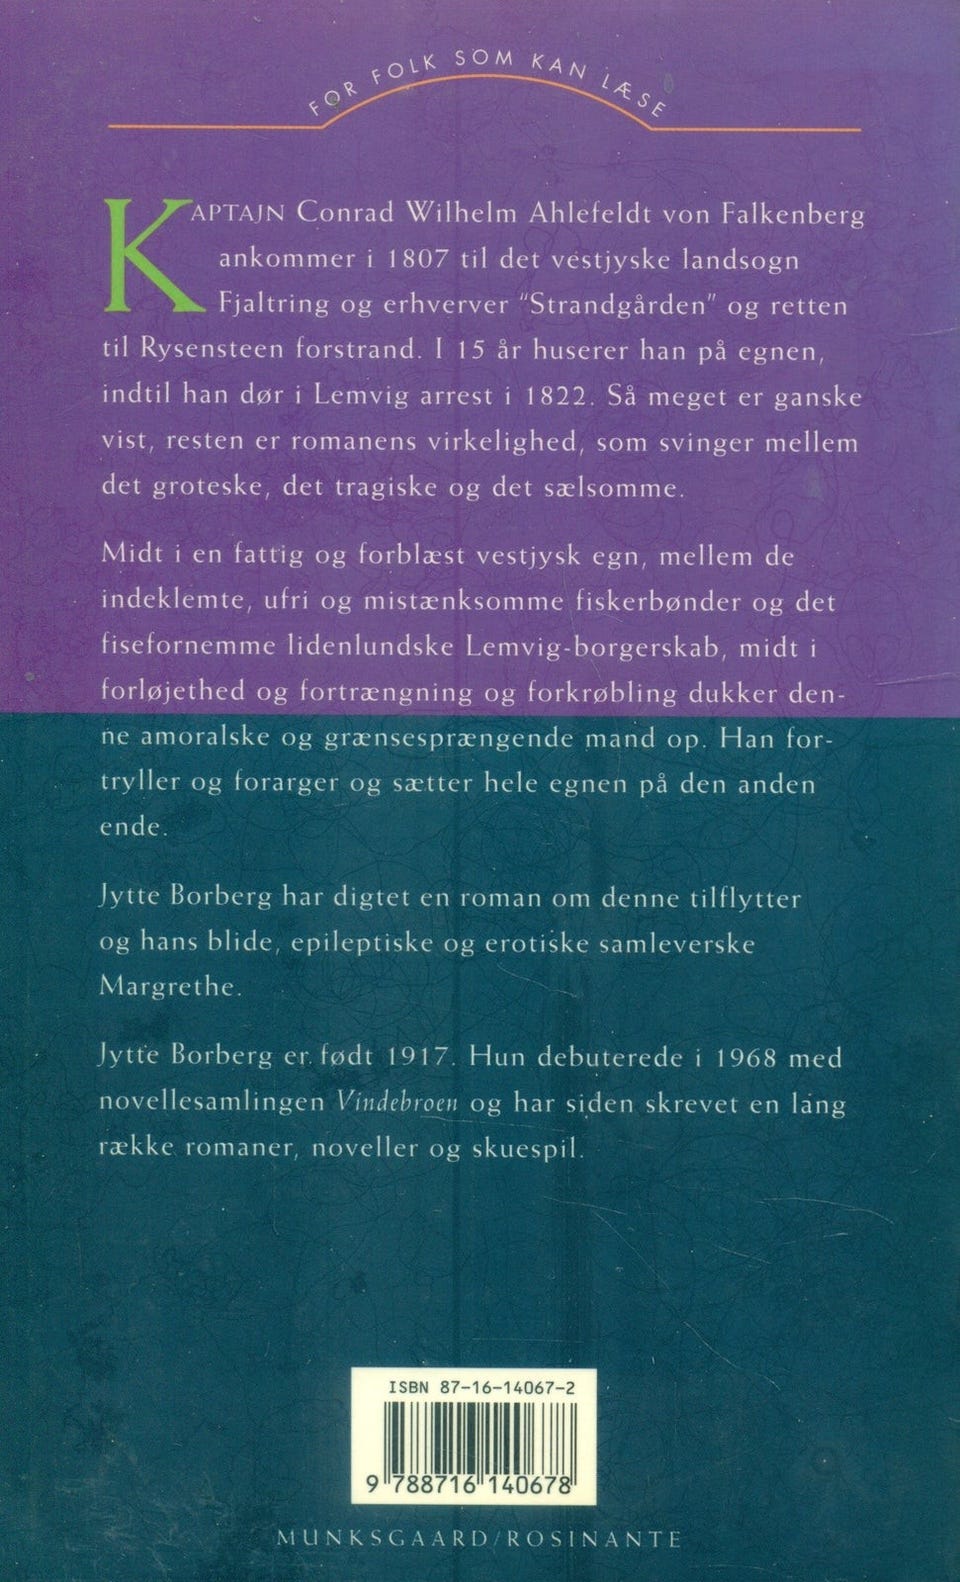 FOR FOLK SOM KAN LÆSE
KAPTAJN Conrad Wilhelm Ahlefeldt von Falkenberg
ankommer i 1807 til det vestjyske landsogn
Fjaltring og erhverver "Strandgården" og retten
til Rysensteen forstrand. I 15 år huserer han på egnen,
indtil han dør i Lemvig arrest i 1822. Så meget er ganske
vist, resten er romanens virkelighed, som svinger mellem
det groteske, det tragiske og det sælsomme.
Midt i en fattig og forblæst vestjysk egn, mellem de
indeklemte, ufri og mistænksomme fiskerbønder og det
fisefornemme lidenlundske Lemvig-borgerskab, midt i
forløjethed og fortrængning og forkrøbling dukker den-
ne amoralske og grænsesprængende mand op. Han for-
tryller og forarger og sætter hele egnen på den anden
ende.
Jytte Borberg har digtet en roman om denne tilflytter
og hans blide, epileptiske og erotiske samleverske
Margrethe.
Jytte Borberg er født 1917. Hun debuterede i 1968 med
novellesamlingen Vindebroen og har siden skrevet en lang
række romaner, noveller og skuespil.
ISBN 87-16-14067-2
9 788716 140678
MUNKSGAARD/ROSINANTE